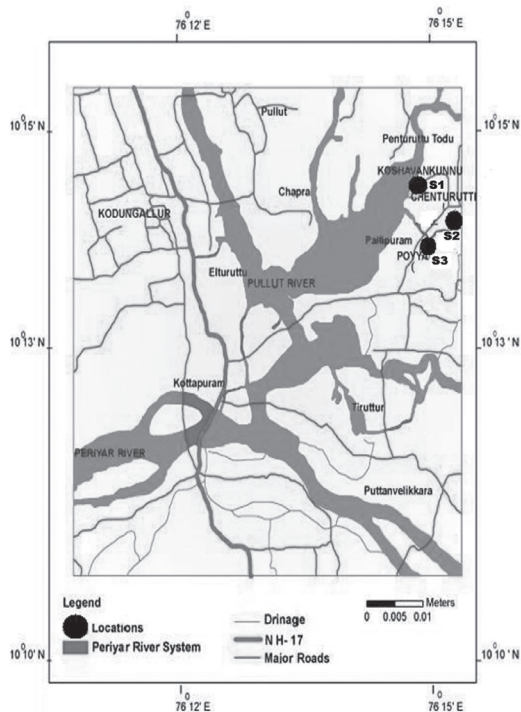 76 12' E
76 15' E
10 15' N
10 15' N
Pullut
Penturuttu Todu
KOSHAVANKUNNU
S1
CHENTURUTTI
Chapra
KODUNGALLUR
S2
Pallipuram
S3
POYYA
Elturuttu
PULLUT RIVER
10 13' N
10 13' N
Kottapuram
Tiruttur
PERIYAR RIVER
Puttanvelikkara
Legend
Locations
Periyar River System
Drinage
N H- 17
Major Roads
Meters
0 0.005 0.01
10 10' N
10 10' N
76 12' E
76 15' E